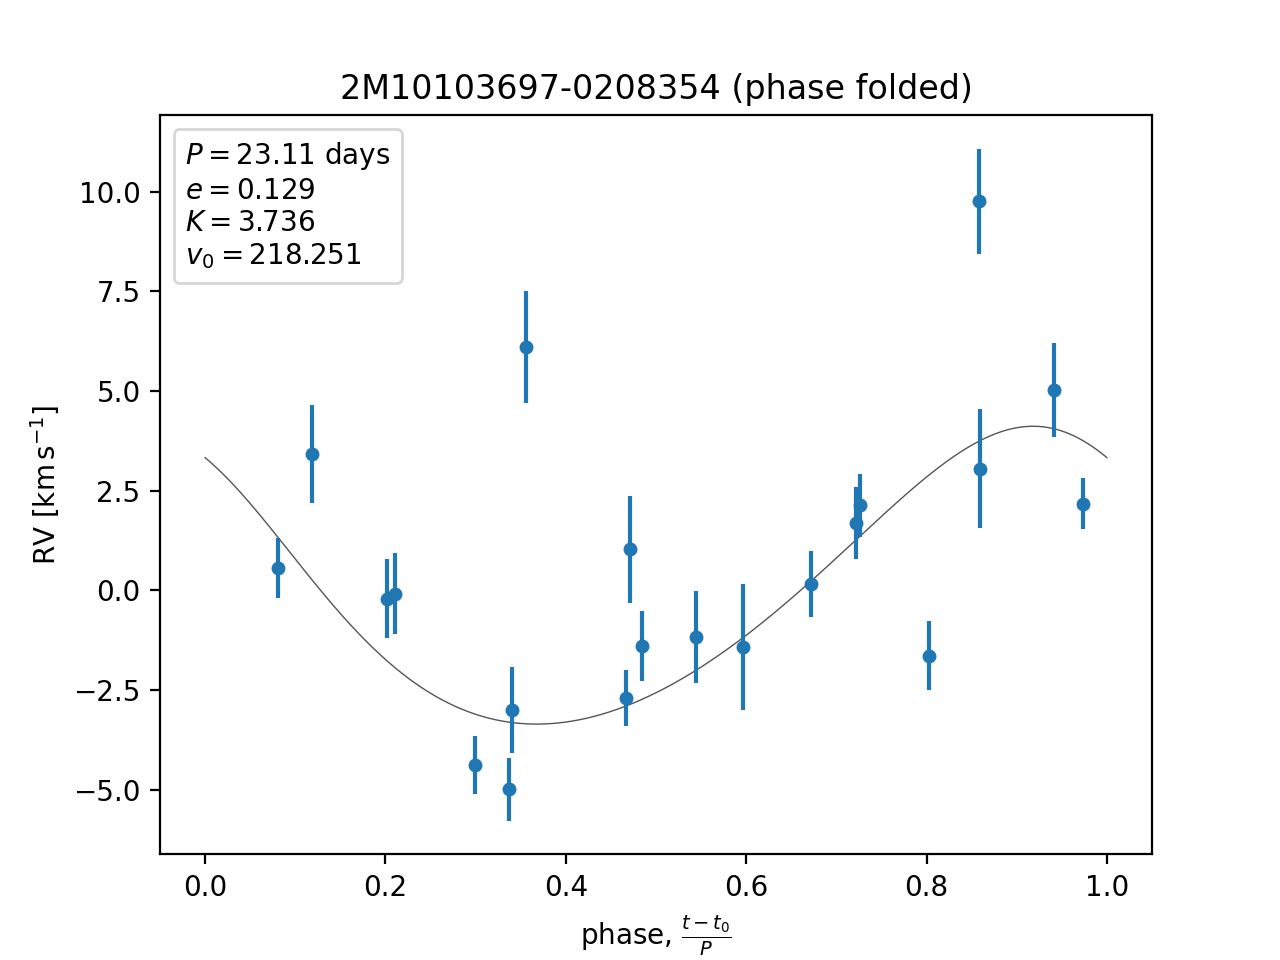 2M10103697-0208354 (phase folded)
P = 23.11 days
e = 0.129
K = 3.736
v₀ = 218.251
10.0
7.5
5.0
2.5
0.0
−2.5
−5.0
RV [km s⁻¹]
0.0 0.2 0.4 0.6 0.8 1.0
phase, (t − t₀)/P